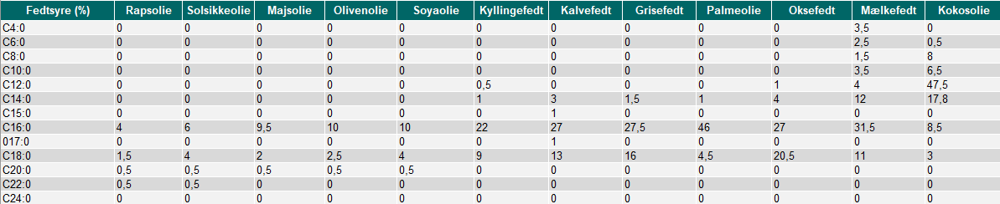 Fedtsyre (%) Rapsolie Solsikkeolie Majsolie Olivenolie Soyaolie Kyllingefedt Kalvefedt Grisefedt Palmeolie Oksefedt Mælkefedt Kokosolie
C4:0 0 0 0 0 0 0 0 0 0 0 3,5 0
C6:0 0 0 0 0 0 0 0 0 0 0 2,5 0,5
C8:0 0 0 0 0 0 0 0 0 0 0 1,5 8
C10:0 0 0 0 0 0 0 0 0 0 0 3,5 6,5
C12:0 0 0 0 0 0 0,5 0 0 0 1 4 47,5
C14:0 0 0 0 0 0 1 3 1,5 1 4 12 17,8
C15:0 0 0 0 0 0 0 1 0 0 0 0 0
C16:0 4 6 9,5 10 10 22 27 27,5 46 27 31,5 8,5
017:0 0 0 0 0 0 0 1 0 0 0 0 0
C18:0 1,5 4 2 2,5 4 9 13 16 4,5 20,5 11 3
C20:0 0,5 0,5 0,5 0,5 0,5 0 0 0 0 0 0 0
C22:0 0,5 0,5 0 0 0 0 0 0 0 0 0 0
C24:0 0 0 0 0 0 0 0 0 0 0 0 0